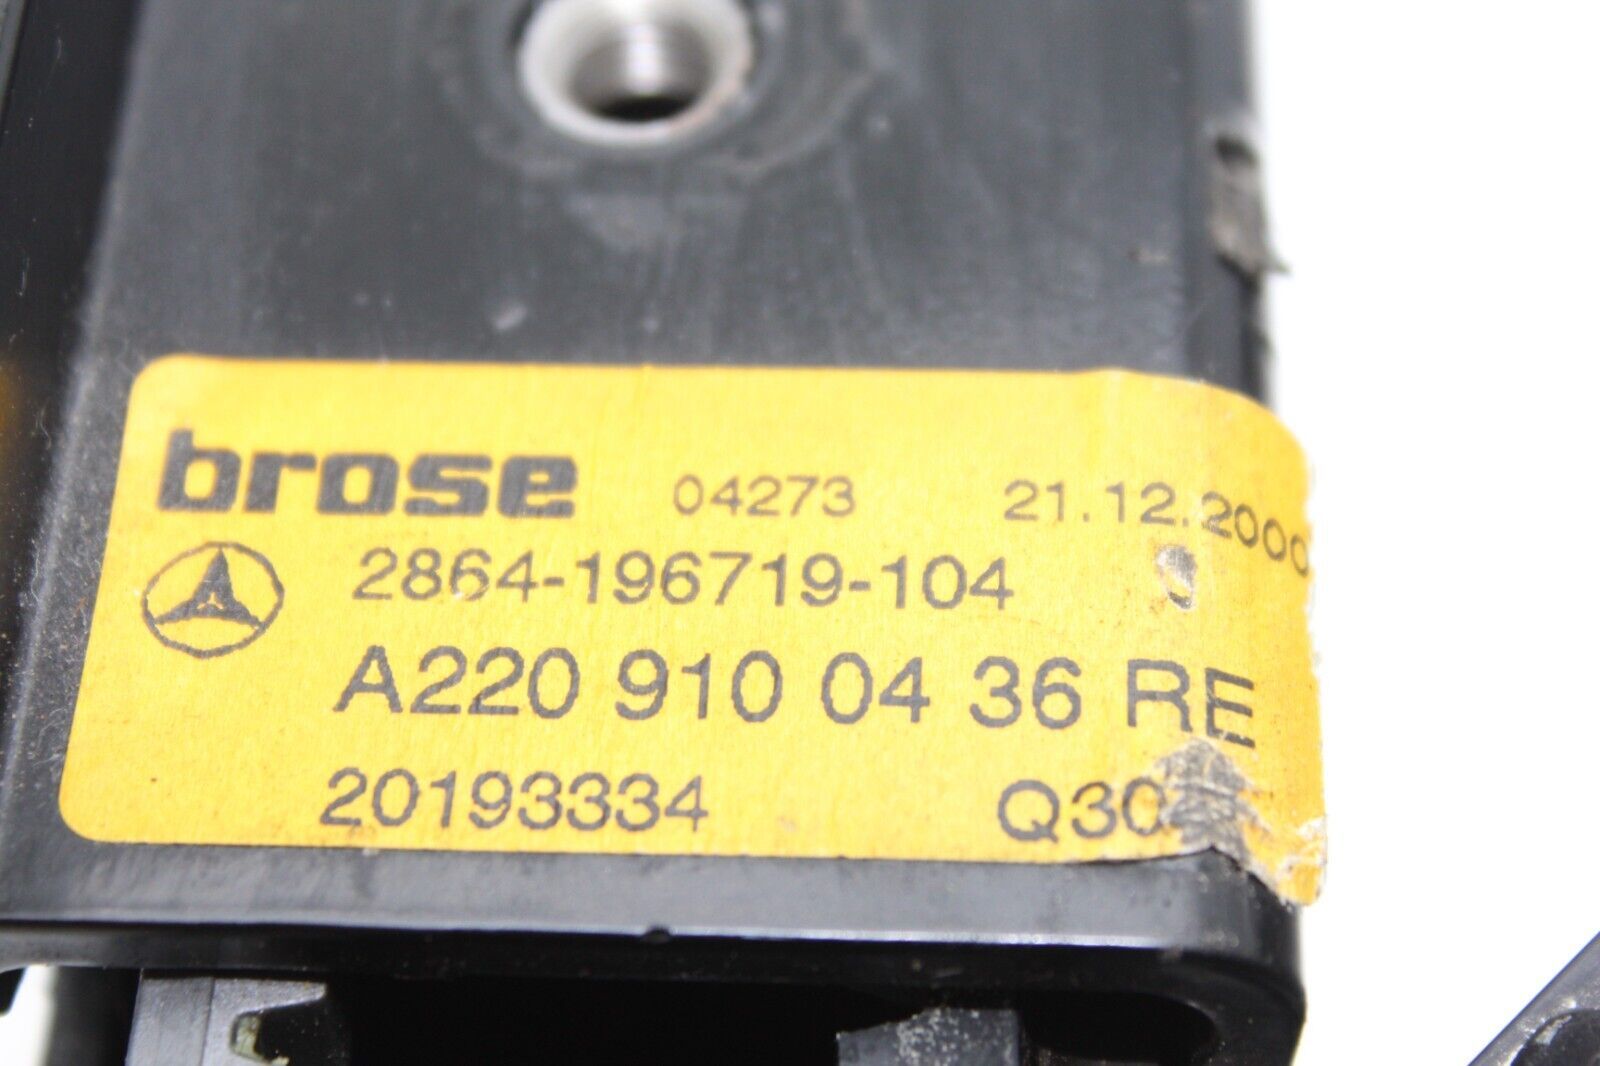 brose 04273 21.12.2000
2864-196719-104
A220 910 04 36 RE
20193334 Q30